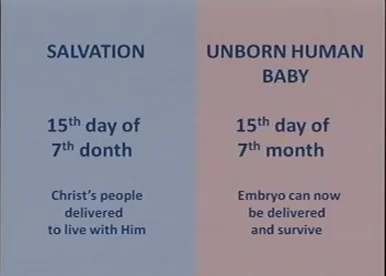 SALVATION
15th day of
7th donth
Christ's people
delivered
to live with Him
UNBORN HUMAN
BABY
15th day of
7th month
Embryo can now
be delivered
and survive